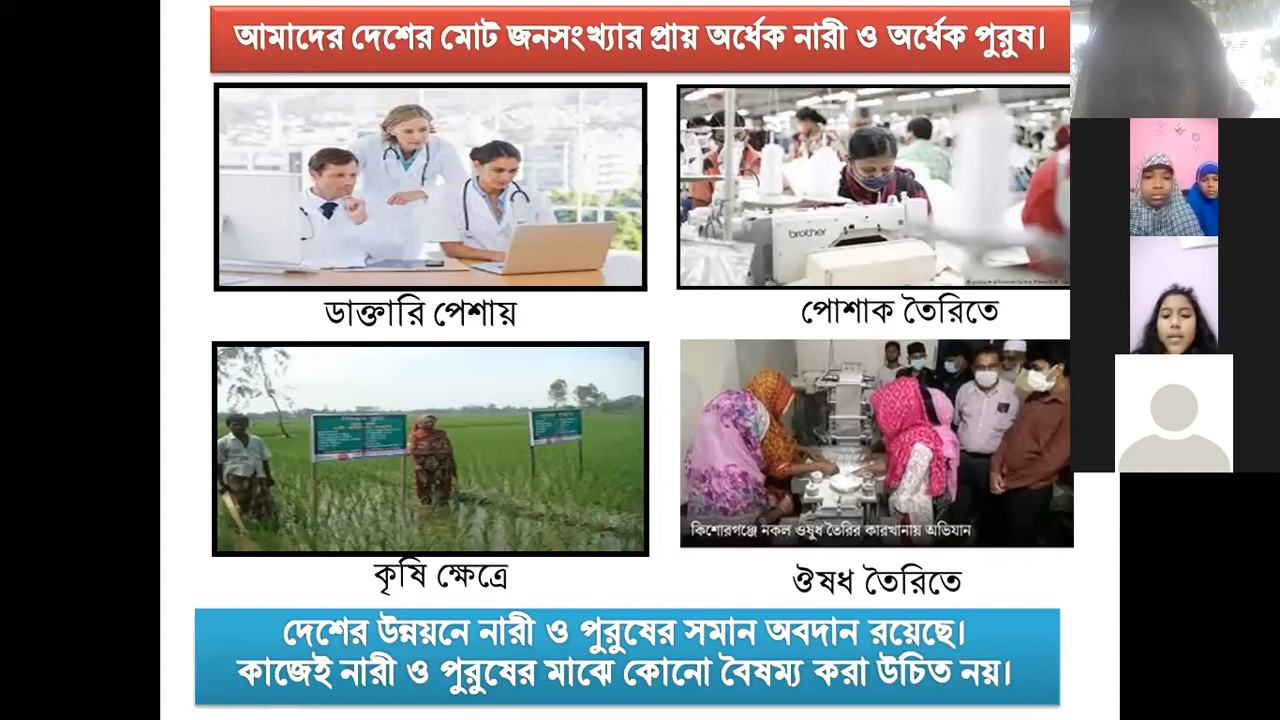 আমাদের দেশের মোট জনসংখ্যার প্রায় অর্ধেক নারী ও অর্ধেক পুরুষ।
brother
ডাক্তারি পেশায়
পোশাক তৈরিতে
কিশোরগঞ্জে নকল ওষুধ তৈরির কারখানায় অভিযান
কৃষি ক্ষেত্রে
ঔষধ তৈরিতে
দেশের উন্নয়নে নারী ও পুরুষের সমান অবদান রয়েছে।
কাজেই নারী ও পুরুষের মাঝে কোনো বৈষম্য করা উচিত নয়।